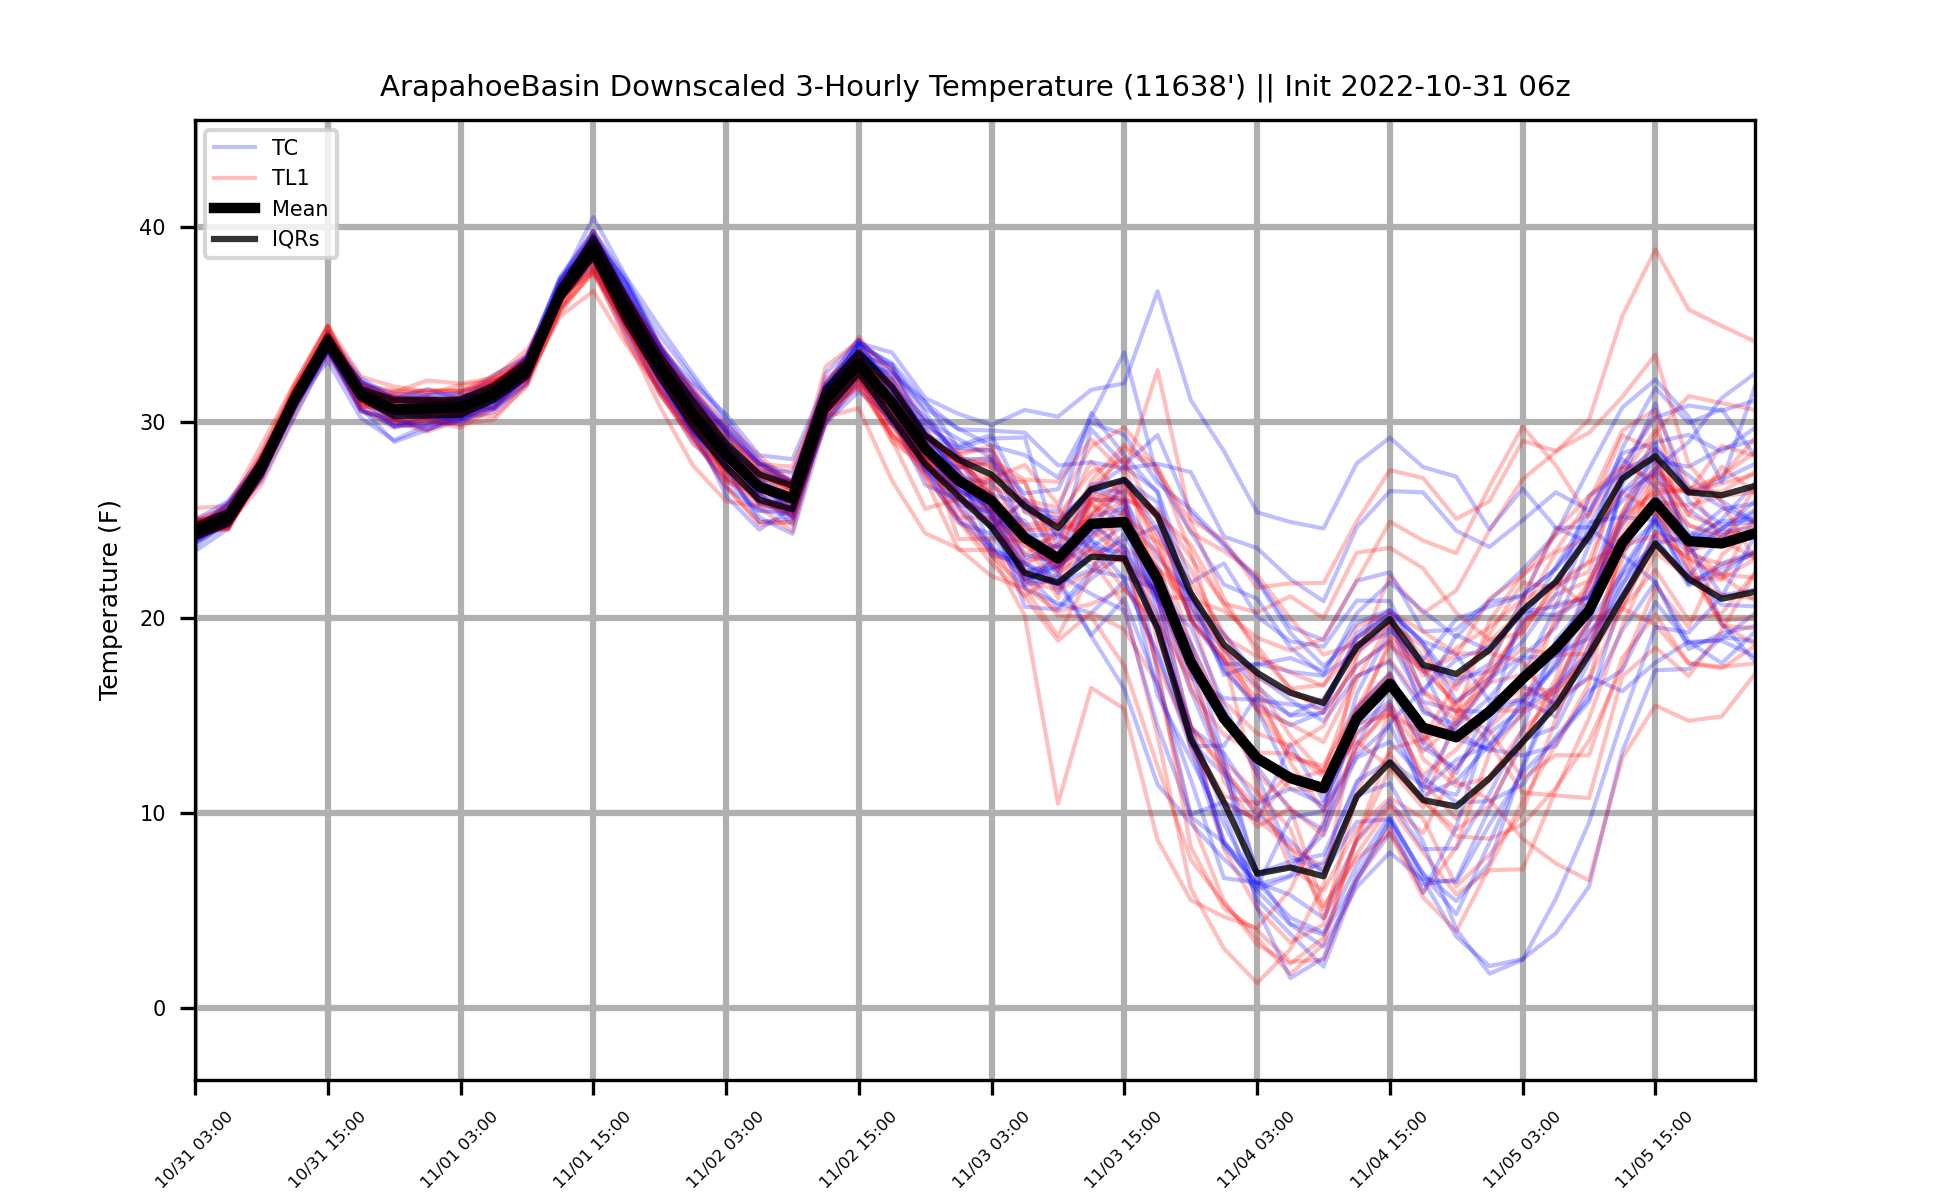 ArapahoeBasin Downscaled 3-Hourly Temperature (11638') || Init 2022-10-31 06z
TC
TL1
Mean
IQRs
Temperature (F)
40
30
20
10
0
10/31 03:00
10/31 15:00
11/01 03:00
11/01 15:00
11/02 03:00
11/02 15:00
11/03 03:00
11/03 15:00
11/04 03:00
11/04 15:00
11/05 03:00
11/05 15:00